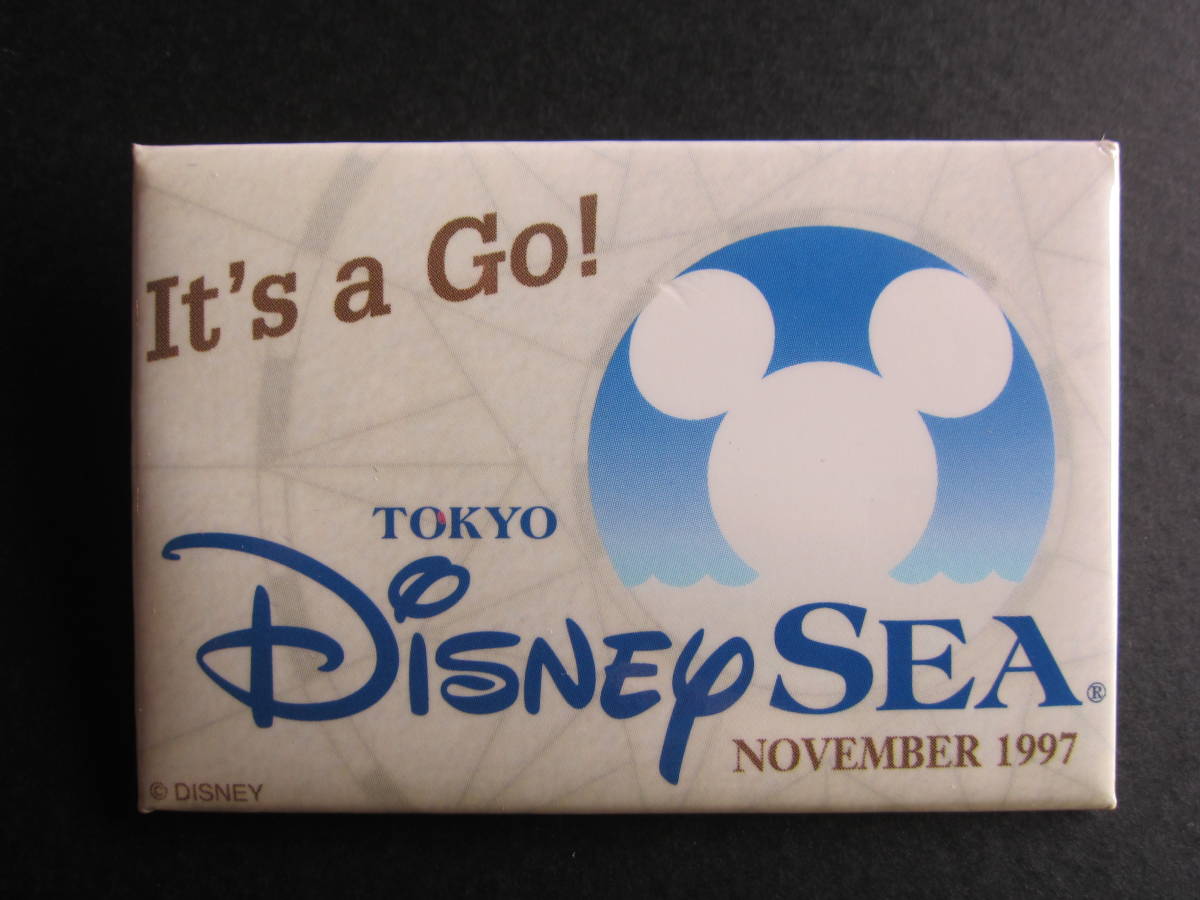 It's a Go!
TOKYO
DISNEYSEA®
NOVEMBER 1997
© DISNEY